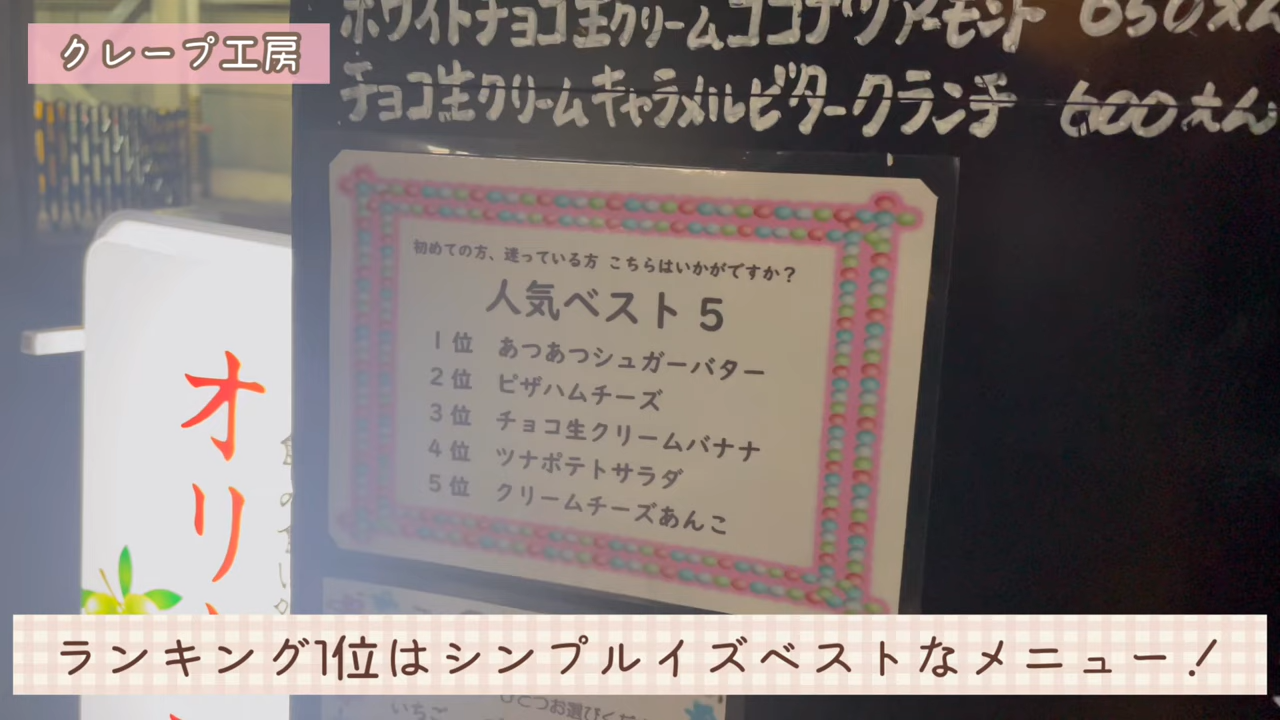 クレープ工房
ホワイトチョコ生クリームココナツアーモンド 650えん
チョコ生クリームキャラメルビタークランチ 600えん
初めての方、迷っている方 こちらはいかがですか?
人気ベスト 5
1位 あつあつシュガーバター
2位 ピザハムチーズ
3位 チョコ生クリームバナナ
4位 ツナポテトサラダ
5位 クリームチーズあんこ
オリ
ランキング1位はシンプルイズベストなメニュー!
いちご